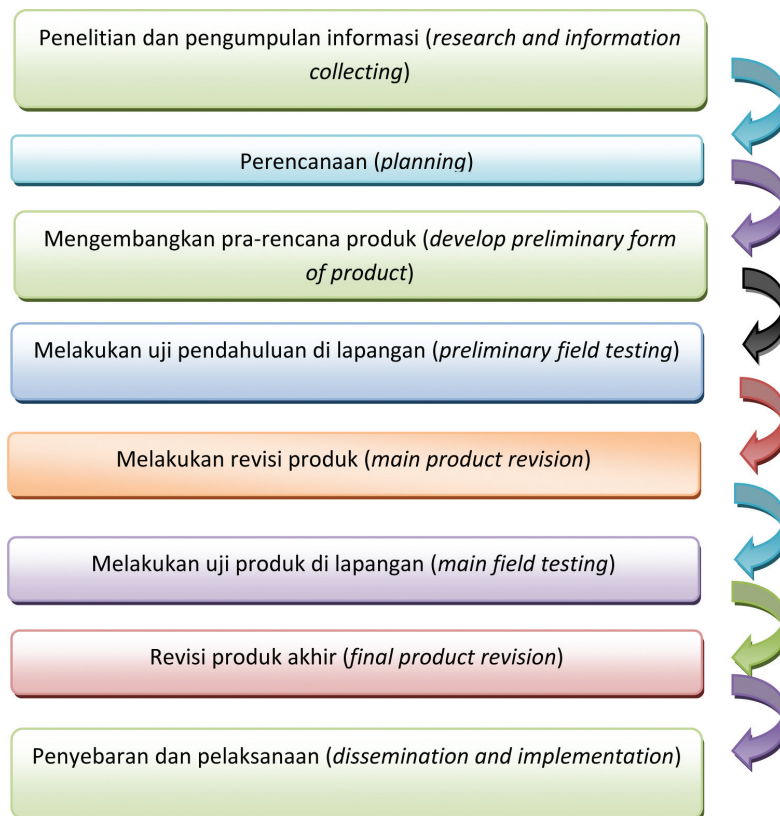 Penelitian dan pengumpulan informasi (research and information
collecting)
Perencanaan (planning)
Mengembangkan pra-rencana produk (develop preliminary form
of product)
Melakukan uji pendahuluan di lapangan (preliminary field testing)
Melakukan revisi produk (main product revision)
Melakukan uji produk di lapangan (main field testing)
Revisi produk akhir (final product revision)
Penyebaran dan pelaksanaan (dissemination and implementation)